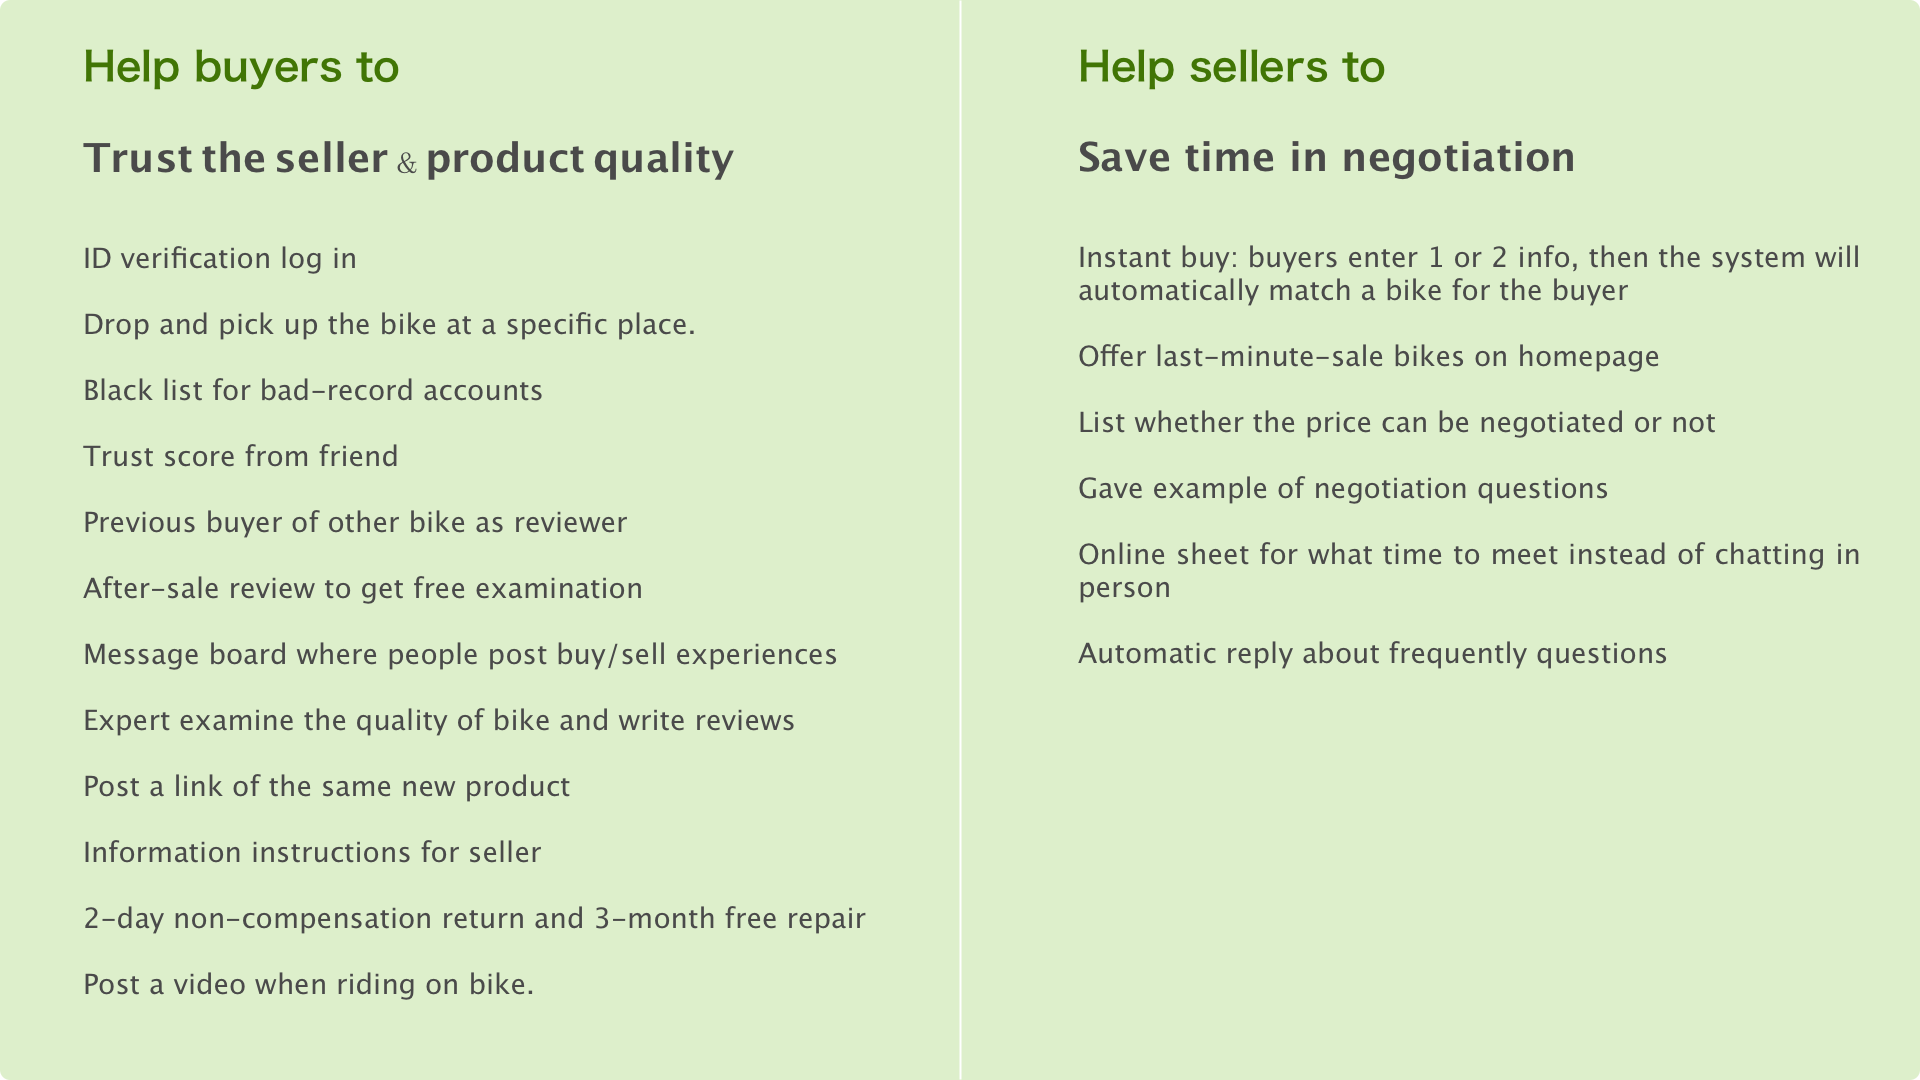 Help buyers to
Trust the seller & product quality
ID verification log in
Drop and pick up the bike at a specific place.
Black list for bad-record accounts
Trust score from friend
Previous buyer of other bike as reviewer
After-sale review to get free examination
Message board where people post buy/sell experiences
Expert examine the quality of bike and write reviews
Post a link of the same new product
Information instructions for seller
2-day non-compensation return and 3-month free repair
Post a video when riding on bike.
Help sellers to
Save time in negotiation
Instant buy: buyers enter 1 or 2 info, then the system will
automatically match a bike for the buyer
Offer last-minute-sale bikes on homepage
List whether the price can be negotiated or not
Gave example of negotiation questions
Online sheet for what time to meet instead of chatting in
person
Automatic reply about frequently questions